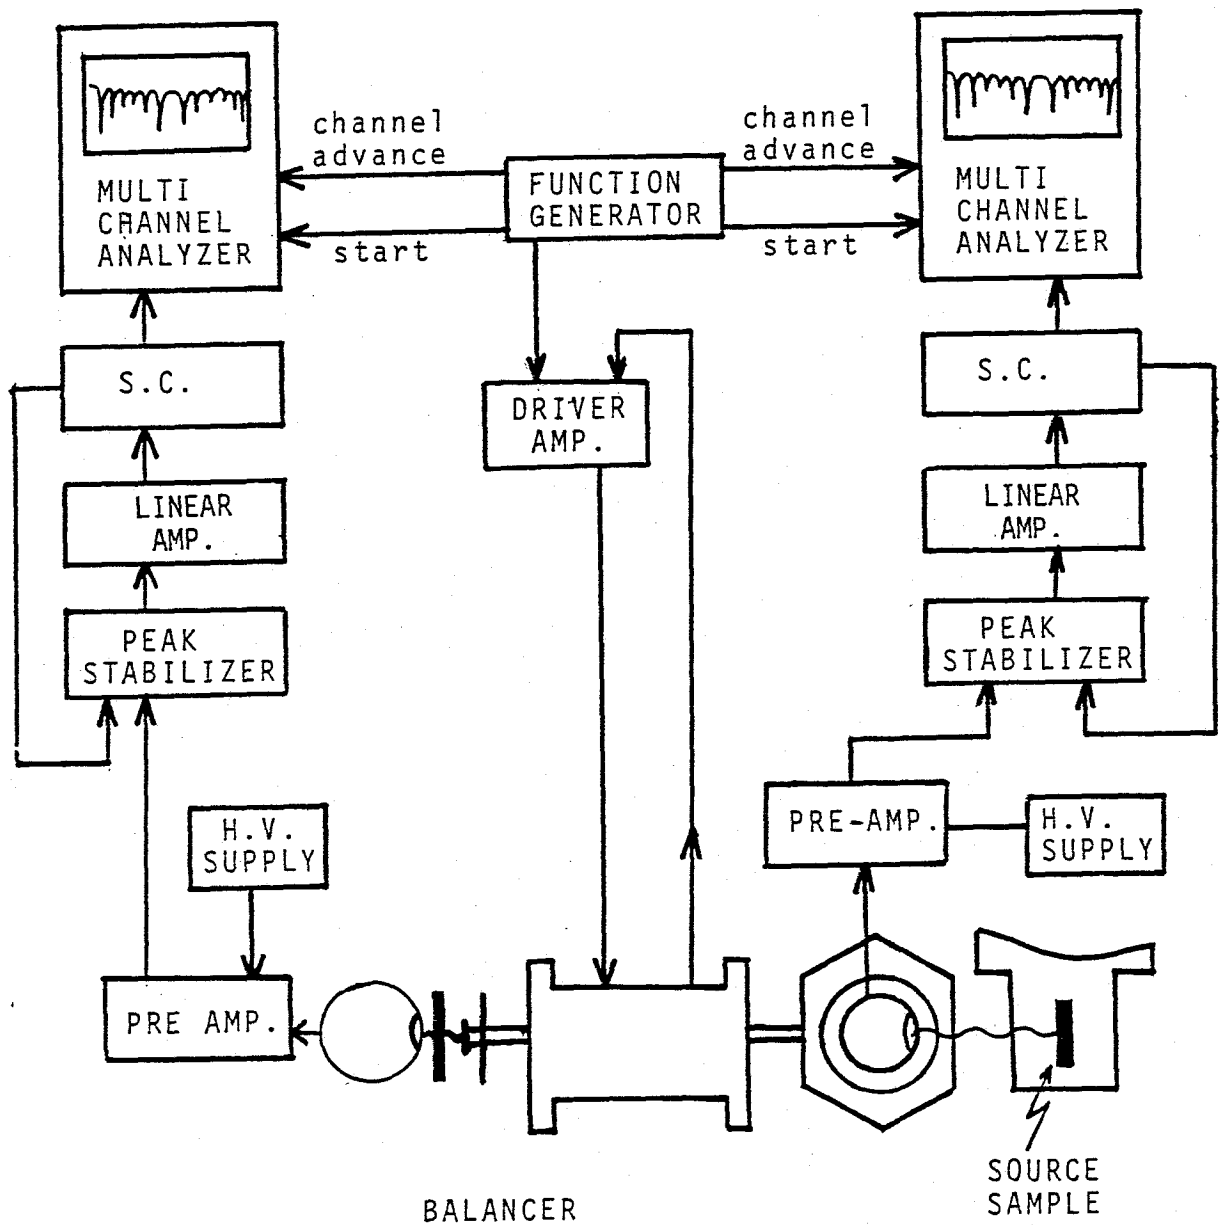 channel
advance
channel
advance
FUNCTION
GENERATOR
MULTI
CHANNEL
ANALYZER
MULTI
CHANNEL
ANALYZER
start
start
S.C.
S.C.
DRIVER
AMP.
LINEAR
AMP.
LINEAR
AMP.
PEAK
STABILIZER
PEAK
STABILIZER
H.V.
SUPPLY
PRE-AMP.
H.V.
SUPPLY
PRE AMP.
SOURCE
SAMPLE
BALANCER